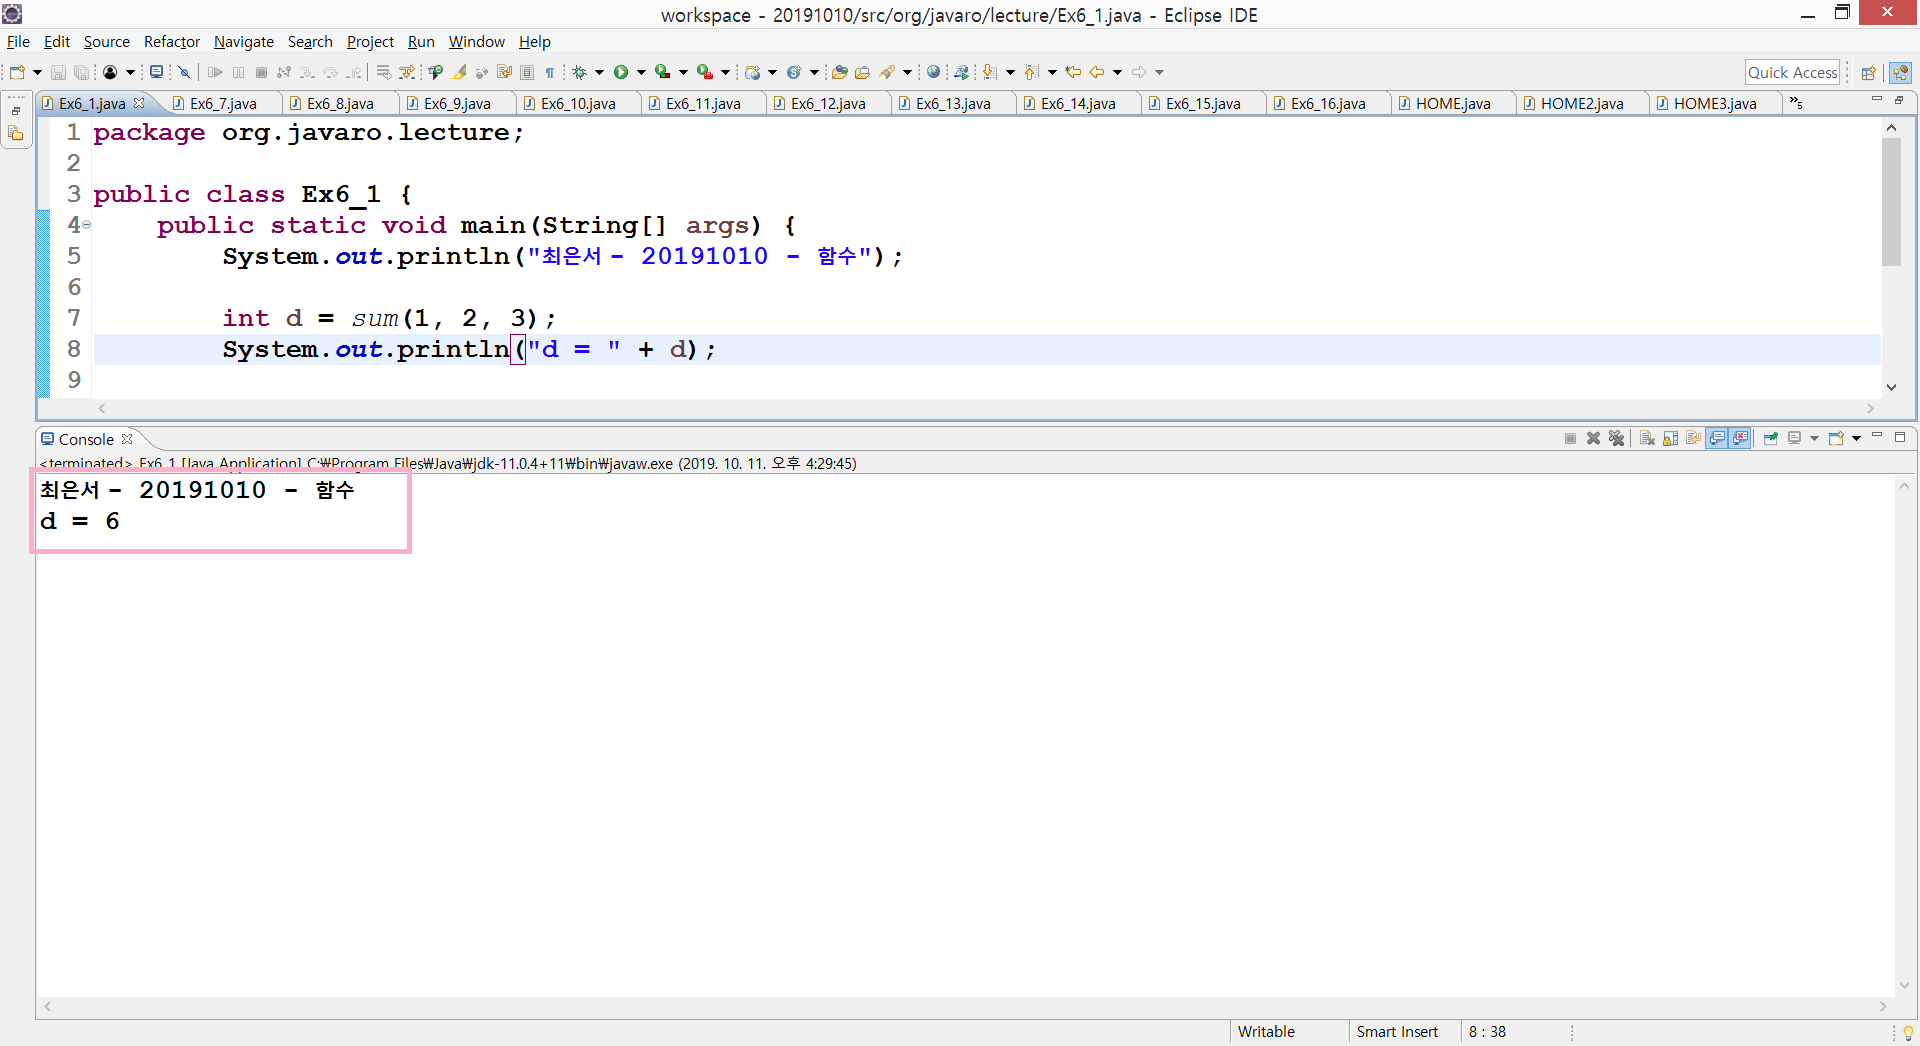 workspace - 20191010/src/org/javaro/lecture/Ex6_1.java - Eclipse IDE
File Edit Source Refactor Navigate Search Project Run Window Help
Quick Access
Ex6_1.java Ex6_7.java Ex6_8.java Ex6_9.java Ex6_10.java Ex6_11.java Ex6_12.java Ex6_13.java Ex6_14.java Ex6_15.java Ex6_16.java HOME.java HOME2.java HOME3.java »5
1 package org.javaro.lecture;
2
3 public class Ex6_1 {
4 public static void main(String[] args) {
5 System.out.println("최은서 - 20191010 - 함수");
6
7 int d = sum(1, 2, 3);
8 System.out.println("d = " + d);
9
Console
<terminated> Ex6_1 [Java Application] C:₩Program Files₩Java₩jdk-11.0.4+11₩bin₩javaw.exe (2019. 10. 11. 오후 4:29:45)
최은서 - 20191010 - 함수
d = 6
Writable Smart Insert 8 : 38